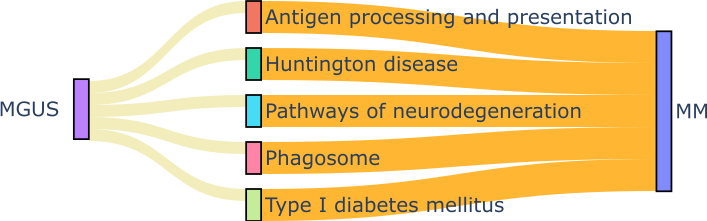 Antigen processing and presentation
Huntington disease
MGUS
Pathways of neurodegeneration
MM
Phagosome
Type I diabetes mellitus